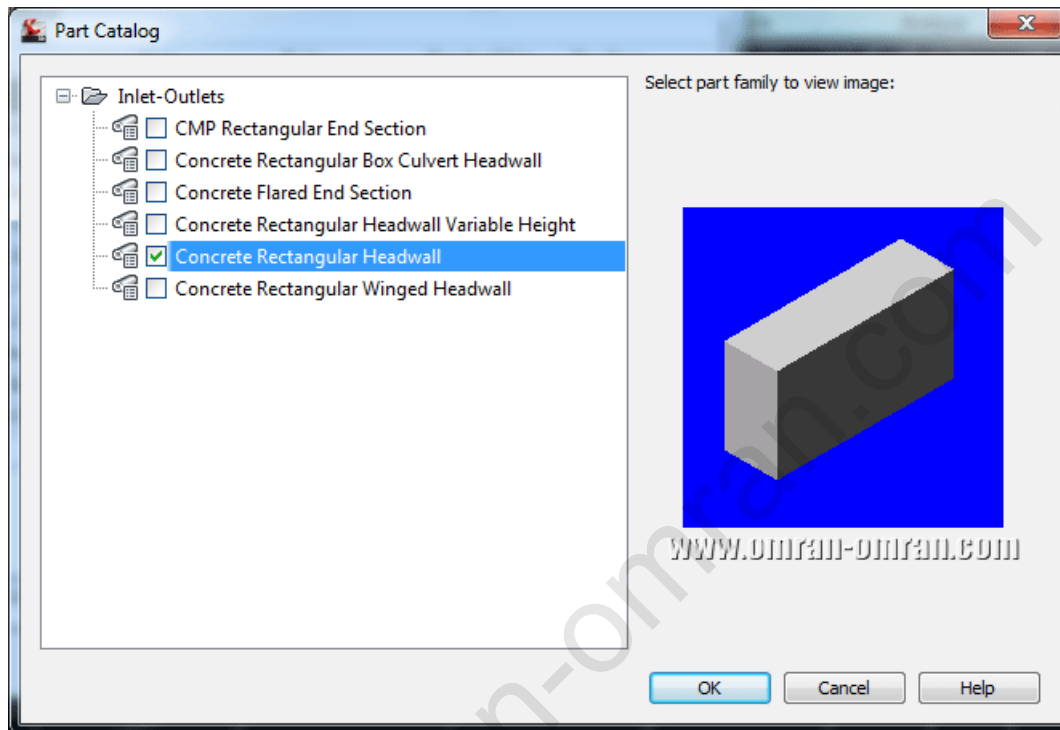 Part Catalog
Select part family to view image:
Inlet-Outlets
CMP Rectangular End Section
Concrete Rectangular Box Culvert Headwall
Concrete Flared End Section
Concrete Rectangular Headwall Variable Height
Concrete Rectangular Headwall
Concrete Rectangular Winged Headwall
www.omran-omran.com
n-omran.com
OK
Cancel
Help